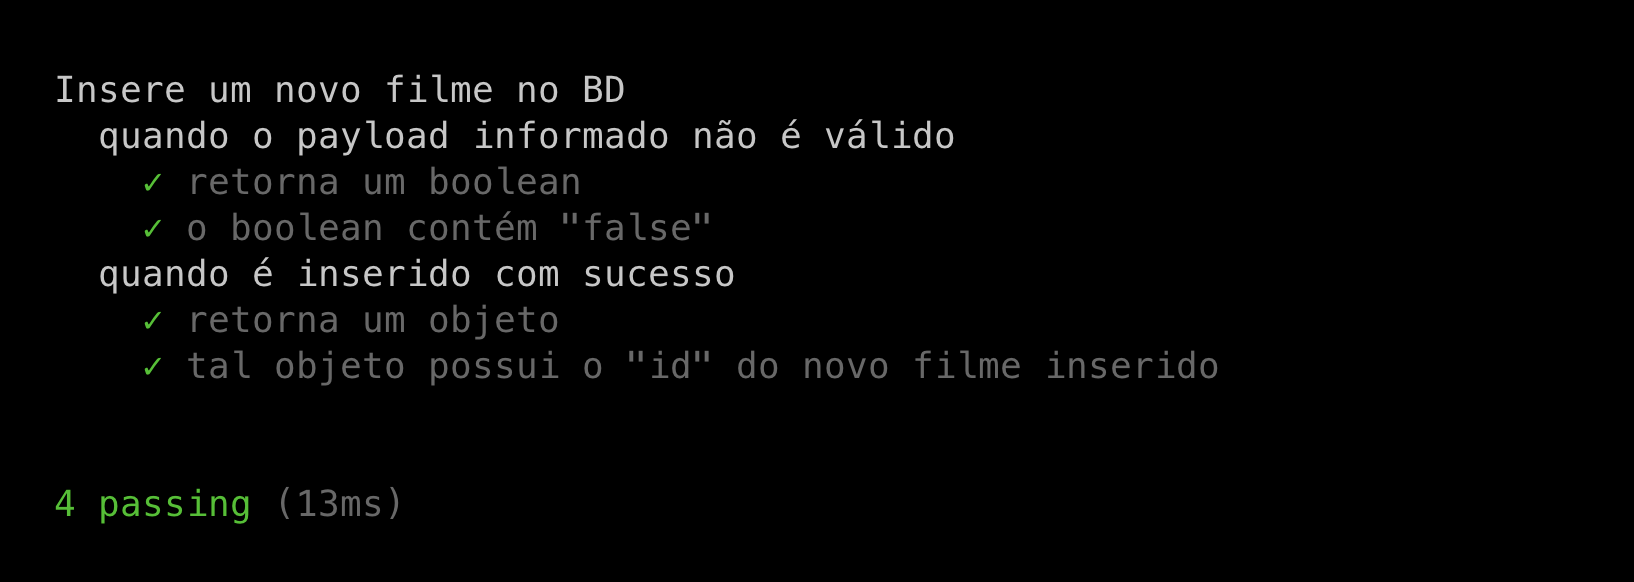 Insere um novo filme no BD
quando o payload informado não é válido
✓ retorna um boolean
✓ o boolean contém "false"
quando é inserido com sucesso
✓ retorna um objeto
✓ tal objeto possui o "id" do novo filme inserido
4 passing (13ms)